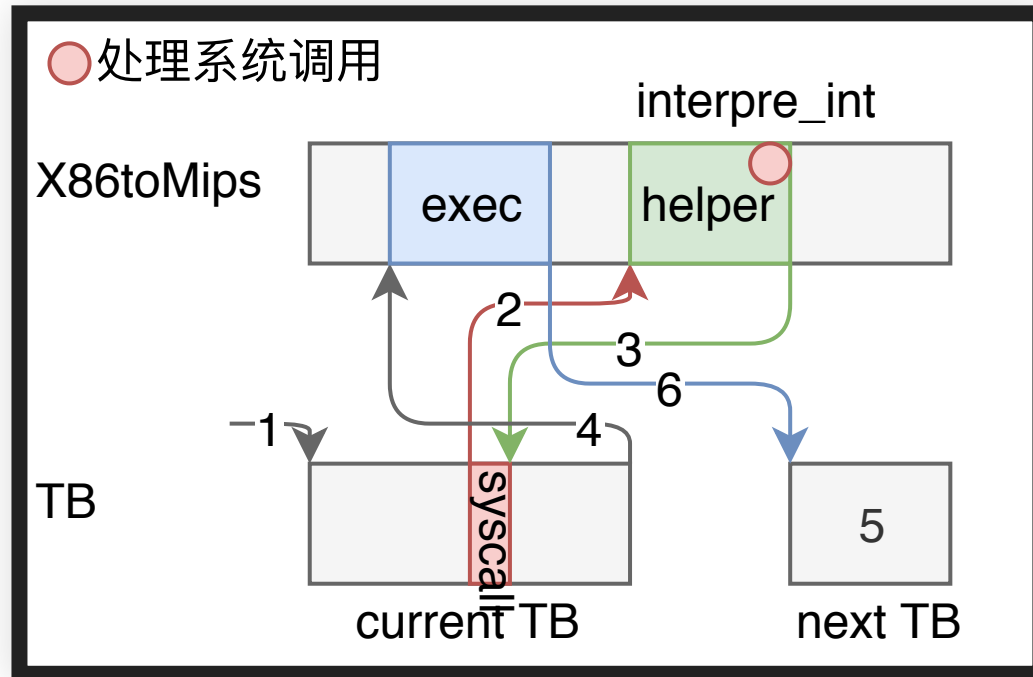 处理系统调用
interpre_int
X86toMips
exec
helper
2
3
6
1
4
TB
syscall
5
current TB
next TB